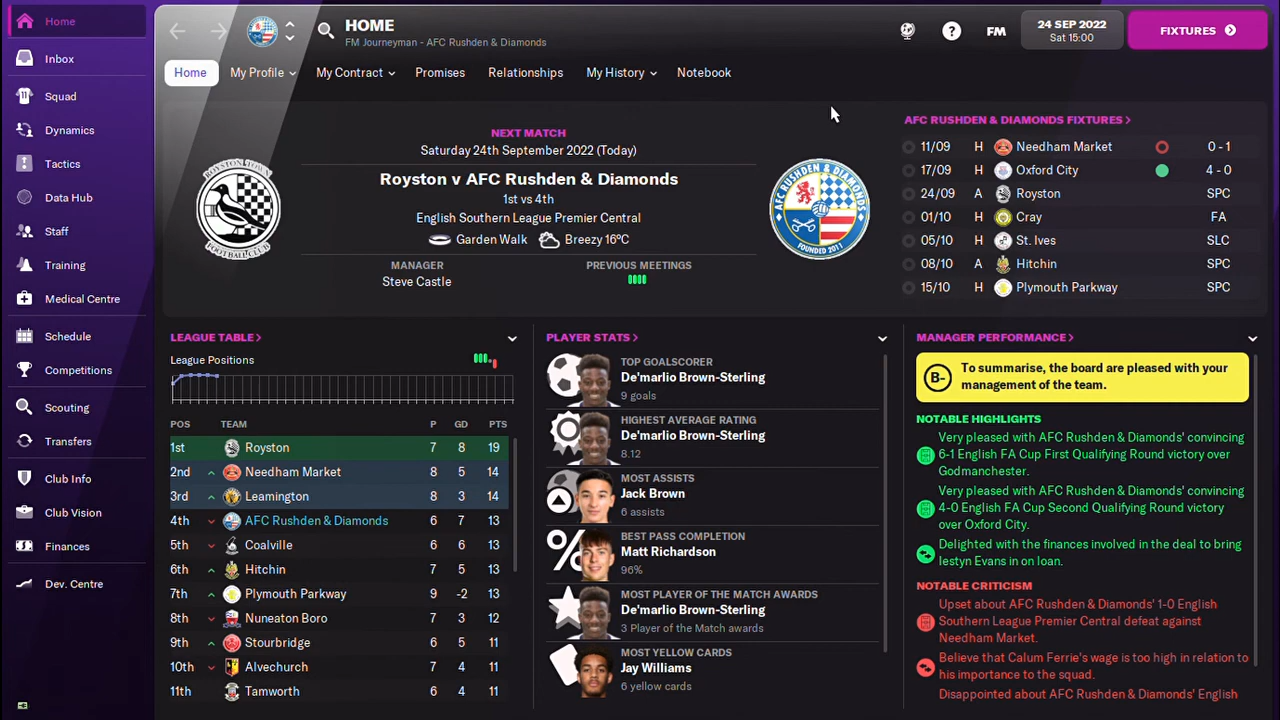 Home
Inbox
Squad
Dynamics
Tactics
Data Hub
Staff
Training
Medical Centre
Schedule
Competitions
Scouting
Transfers
Club Info
Club Vision
Finances
Dev. Centre
HOME
FM Journeyman - AFC Rushden & Diamonds
FM
24 SEP 2022
Sat 15:00
FIXTURES
Home My Profile My Contract Promises Relationships My History Notebook
NEXT MATCH
Saturday 24th September 2022 (Today)
Royston v AFC Rushden & Diamonds
1st vs 4th
English Southern League Premier Central
Garden Walk Breezy 16ºC
MANAGER PREVIOUS MEETINGS
Steve Castle
ROYSTON TOWN
FOOTBALL CLUB
AFC RUSHDEN & DIAMONDS
FOUNDED 2011
AFC RUSHDEN & DIAMONDS FIXTURES >
11/09 H Needham Market 0 - 1
17/09 H Oxford City 4 - 0
24/09 A Royston SPC
01/10 H Cray FA
05/10 H St. Ives SLC
08/10 A Hitchin SPC
15/10 H Plymouth Parkway SPC
LEAGUE TABLE >
League Positions
POS TEAM P GD PTS
1st Royston 7 8 19
2nd Needham Market 8 5 14
3rd Leamington 8 3 14
4th AFC Rushden & Diamonds 6 7 13
5th Coalville 6 6 13
6th Hitchin 7 5 13
7th Plymouth Parkway 9 -2 13
8th Nuneaton Boro 7 3 12
9th Stourbridge 6 5 11
10th Alvechurch 7 4 11
11th Tamworth 6 4 11
PLAYER STATS >
TOP GOALSCORER
De'marlio Brown-Sterling
9 goals
HIGHEST AVERAGE RATING
De'marlio Brown-Sterling
8.12
MOST ASSISTS
Jack Brown
6 assists
BEST PASS COMPLETION
Matt Richardson
96%
MOST PLAYER OF THE MATCH AWARDS
De'marlio Brown-Sterling
3 Player of the Match awards
MOST YELLOW CARDS
Jay Williams
6 yellow cards
MANAGER PERFORMANCE >
B-
To summarise, the board are pleased with your
management of the team.
NOTABLE HIGHLIGHTS
Very pleased with AFC Rushden & Diamonds' convincing
6-1 English FA Cup First Qualifying Round victory over
Godmanchester.
Very pleased with AFC Rushden & Diamonds' convincing
4-0 English FA Cup Second Qualifying Round victory
over Oxford City.
Delighted with the finances involved in the deal to bring
Iestyn Evans in on loan.
NOTABLE CRITICISM
Upset about AFC Rushden & Diamonds' 1-0 English
Southern League Premier Central defeat against
Needham Market.
Believe that Calum Ferrie's wage is too high in relation to
his importance to the squad.
Disappointed about AFC Rushden & Diamonds' English